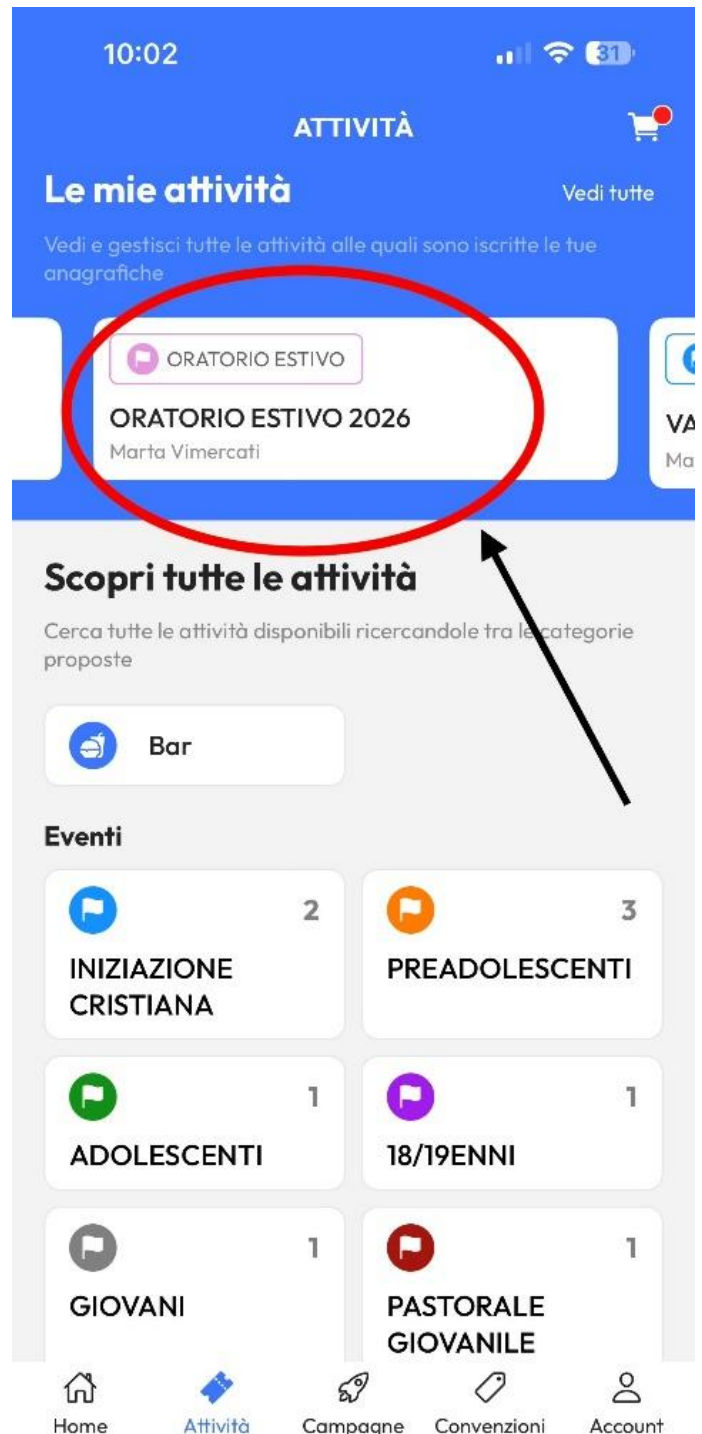 10:02
31
ATTIVITÀ
Le mie attività
Vedi tutte
Vedi e gestisci tutte le attività alle quali sono iscritte le tue
anagrafiche
ORATORIO ESTIVO
ORATORIO ESTIVO 2026
Marta Vimercati
VA
Ma
Scopri tutte le attività
Cerca tutte le attività disponibili ricercandole tra le categorie
proposte
Bar
Eventi
2
INIZIAZIONE
CRISTIANA
3
PREADOLESCENTI
1
ADOLESCENTI
1
18/19ENNI
1
GIOVANI
1
PASTORALE
GIOVANILE
Home
Attività
Campagne
Convenzioni
Account